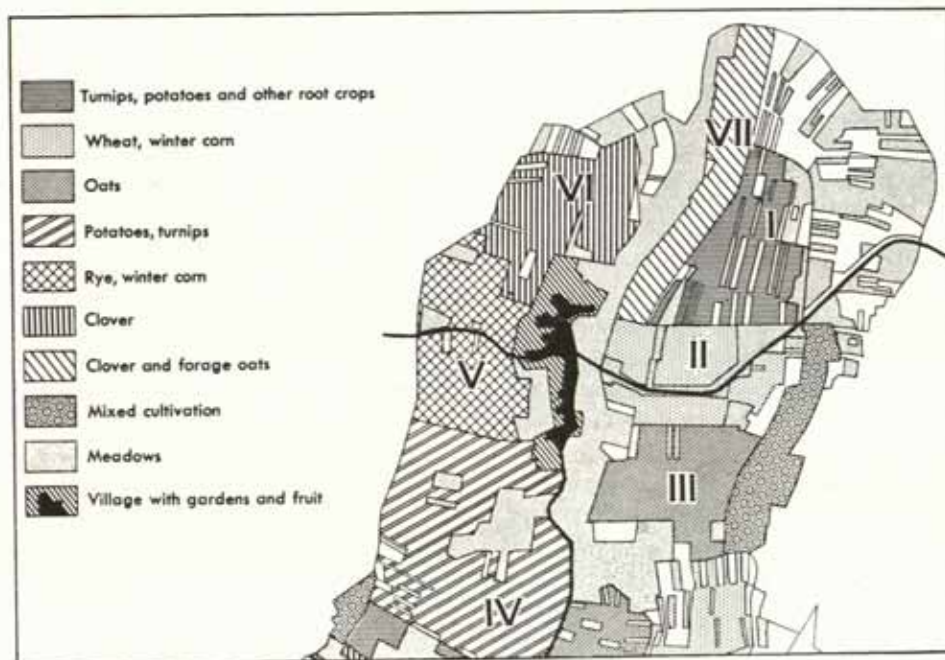 Turnips, potatoes and other root crops
Wheat, winter corn
Oats
Potatoes, turnips
Rye, winter corn
Clover
Clover and forage oats
Mixed cultivation
Meadows
Village with gardens and fruit
VII
VI
I
II
V
III
IV